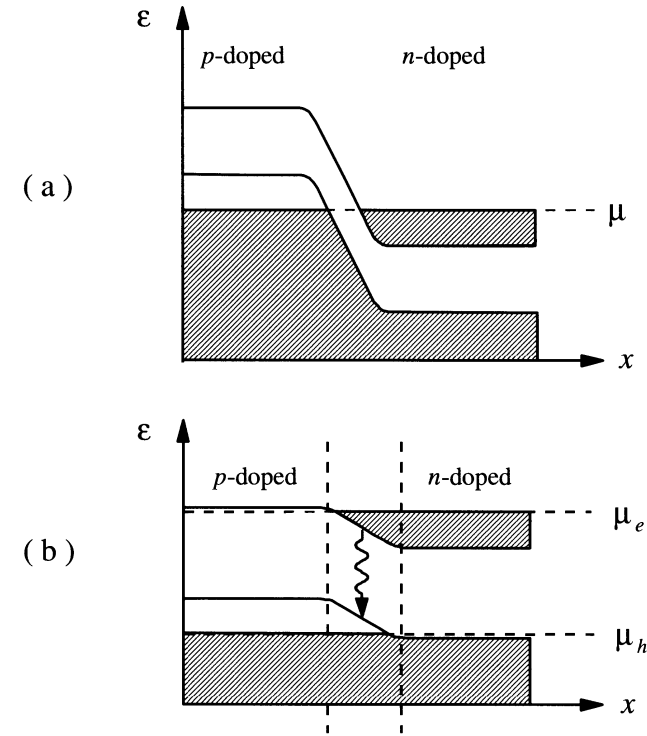 ε
p-doped n-doped
( a )
μ
x
ε
p-doped n-doped
μe
( b )
μh
x